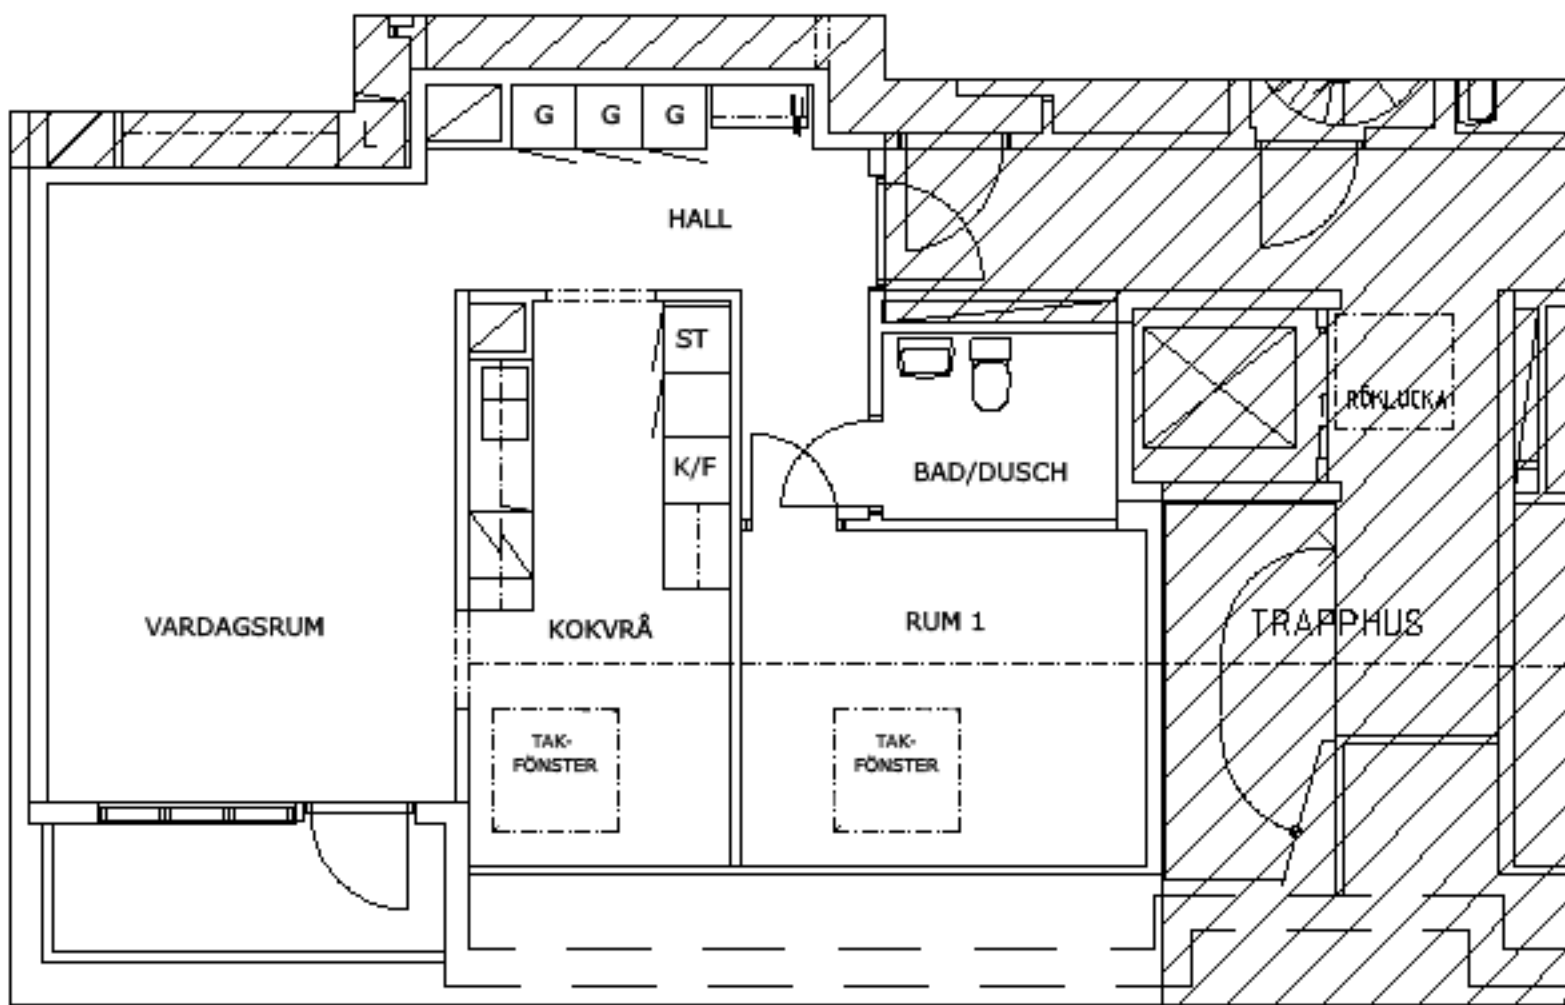 G G G
L
HALL
ST
RÖKLUCKA
K/F
BAD/DUSCH
VARDAGSRUM
KOKVRÅ
RUM 1
TRAPPHUS
TAK-
FÖNSTER
TAK-
FÖNSTER